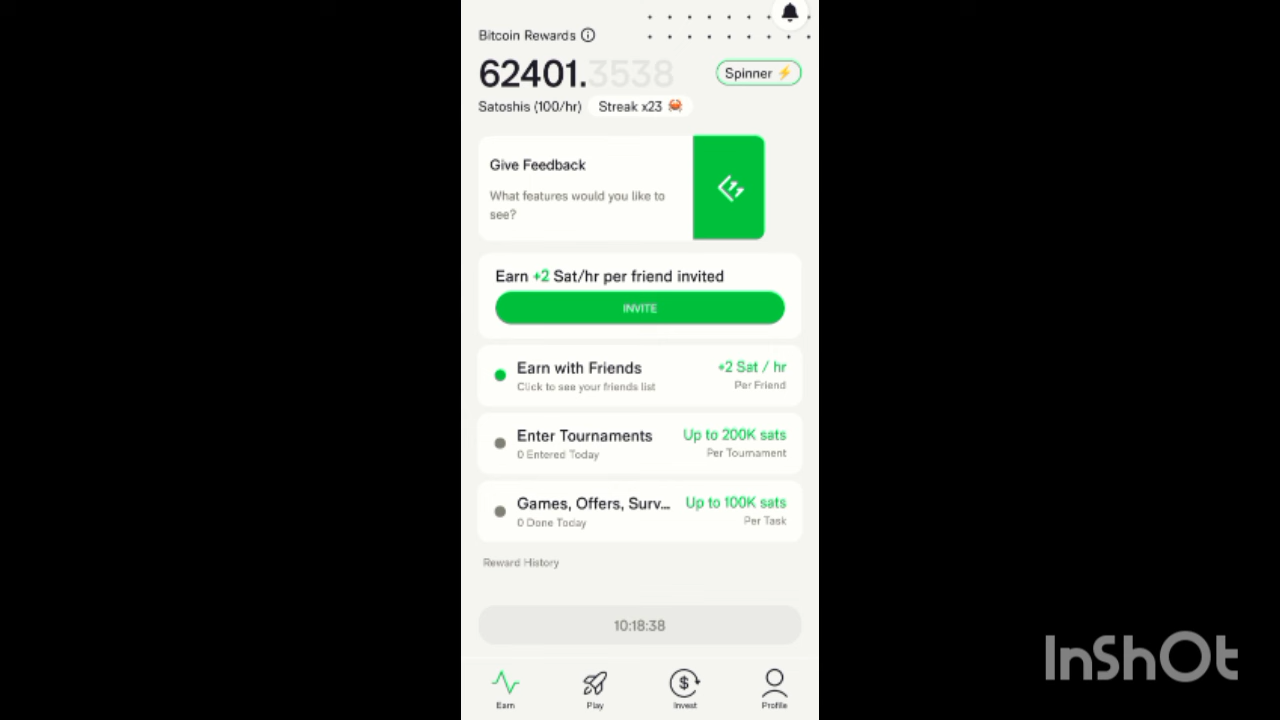 Bitcoin Rewards
62401.3538
Spinner ⚡
Satoshis (100/hr) Streak x23 🦀
Give Feedback
What features would you like to
see?
Earn +2 Sat/hr per friend invited
INVITE
Earn with Friends +2 Sat / hr
Click to see your friends list Per Friend
Enter Tournaments Up to 200K sats
0 Entered Today Per Tournament
Games, Offers, Surv... Up to 100K sats
0 Done Today Per Task
Reward History
10:18:38
Earn Play Invest Profile
InShOt